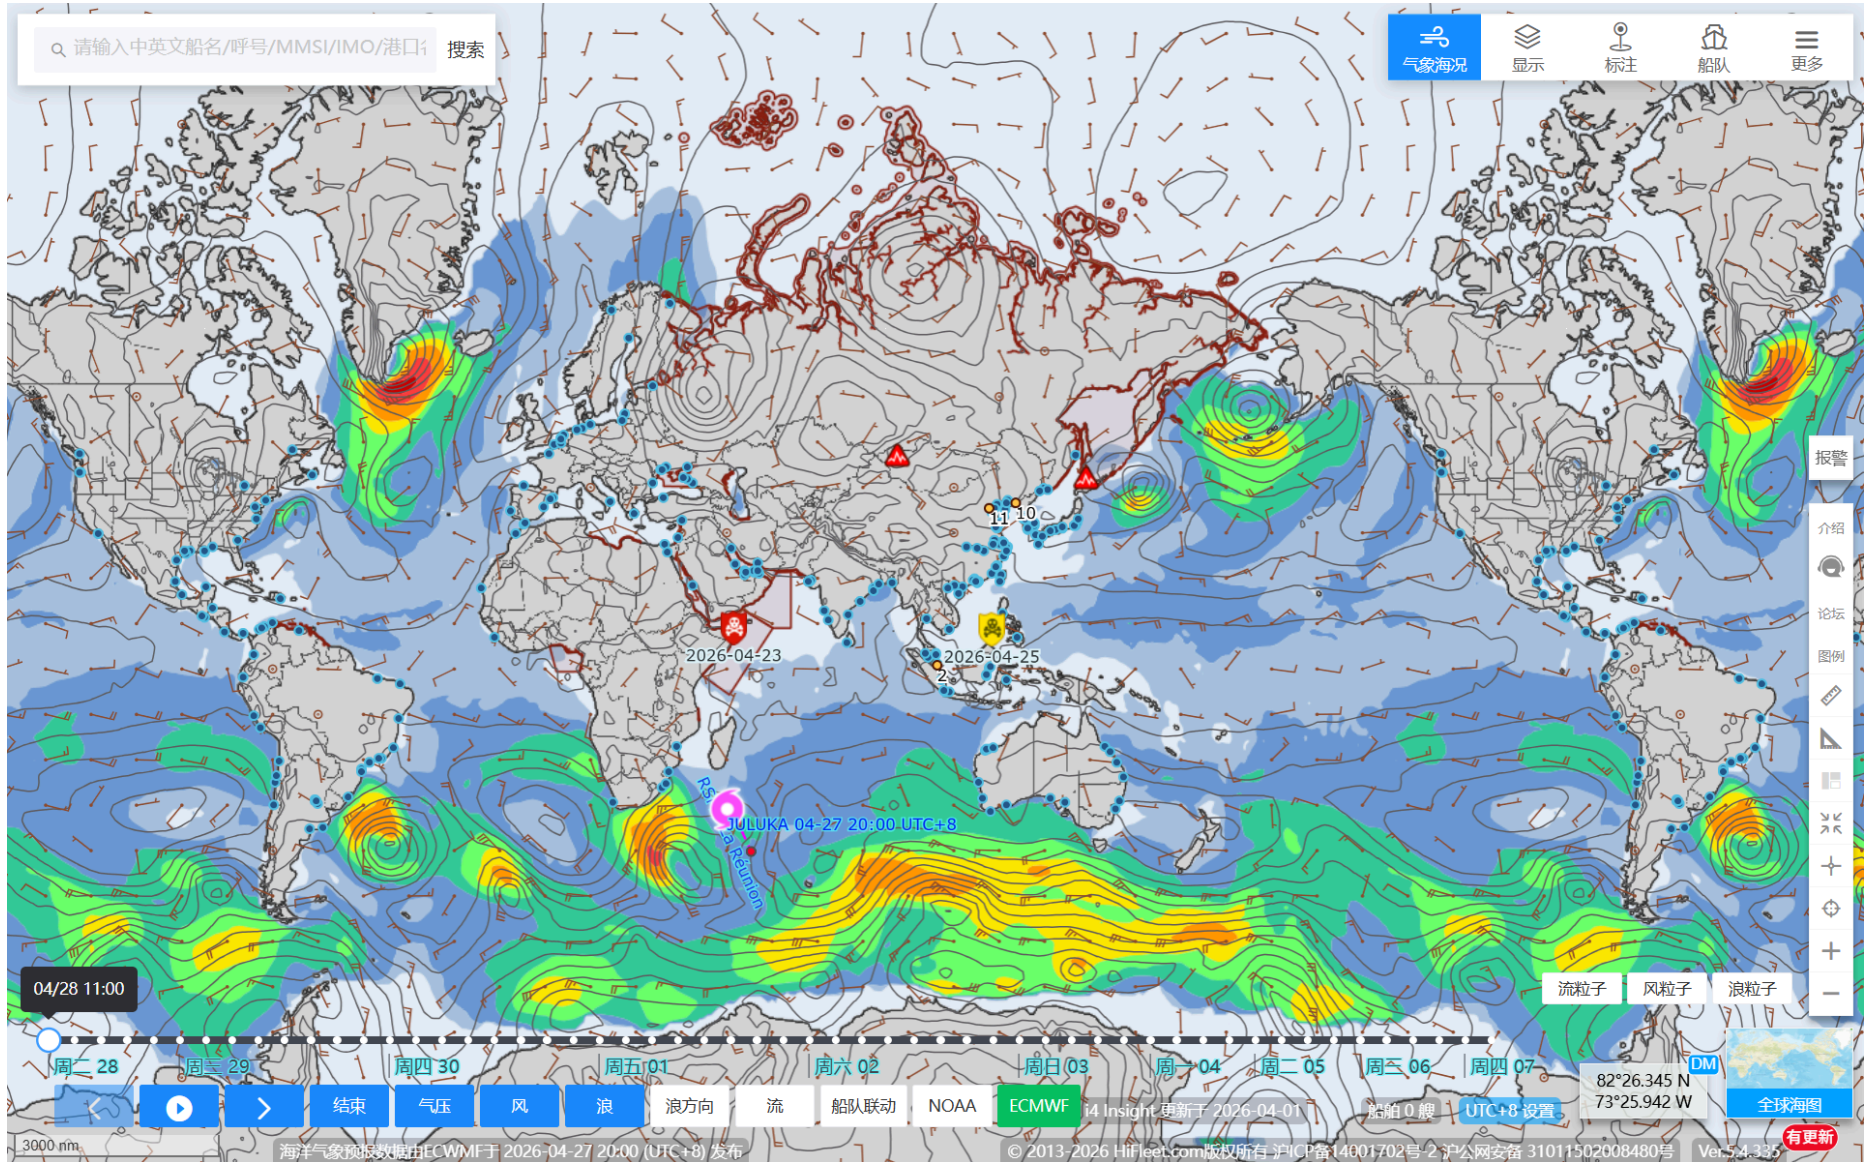 请输入中英文船名/呼号/MMSI/IMO/港口
搜索
气象海况
显示
标注
船队
更多
报警
介绍
论坛
图例
11
10
2
2026-04-23
2026-04-25
JULUKA 04-27 20:00 UTC+8
La Réunion
04/28 11:00
流粒子
风粒子
浪粒子
周二 28
周三 29
周四 30
周五 01
周六 02
周日 03
周一 04
周二 05
周三 06
周四 07
DM
82°26.345 N
73°25.942 W
全球海图
结束
气压
风
浪
浪方向
流
船队联动
NOAA
ECMWF
i4 Insight 更新于 2026-04-01
船舶 0 艘
UTC+8 设置
有更新
3000 nm
海洋气象预报数据由ECWMF于 2026-04-27 20:00 (UTC+8) 发布
© 2013-2026 HiFleet.com版权所有 沪ICP备14001702号-2 沪公网安备 31011502008480号
Ver.5.4.335